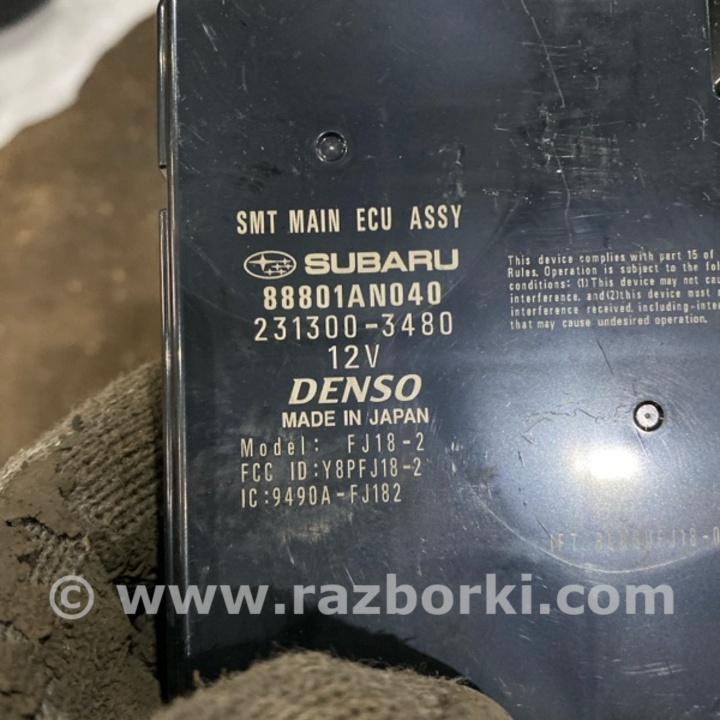 SMT MAIN ECU ASSY
SUBARU
88801AN040
231300-3480
12V
DENSO
MADE IN JAPAN
Model: FJ18-2
FCC ID:Y8PFJ18-2
IC:9490A-FJ182
This device complies with part 15 of
Rules. Operation is subject to the
conditions: (1)This device may not
interference, and (2)this device must
interference received, including
that may cause undesired operation.
© www.razborki.com